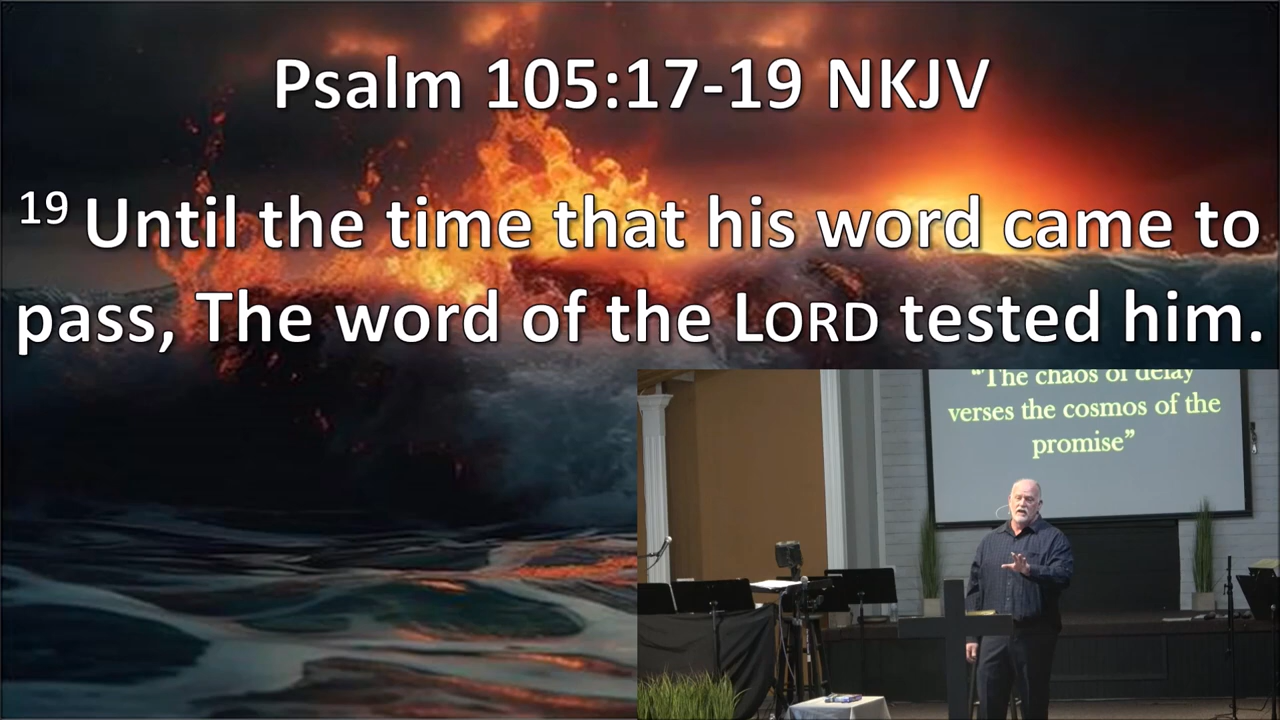 Psalm 105:17-19 NKJV
19 Until the time that his word came to
pass, The word of the LORD tested him.
“The chaos of delay
verses the cosmos of the
promise”